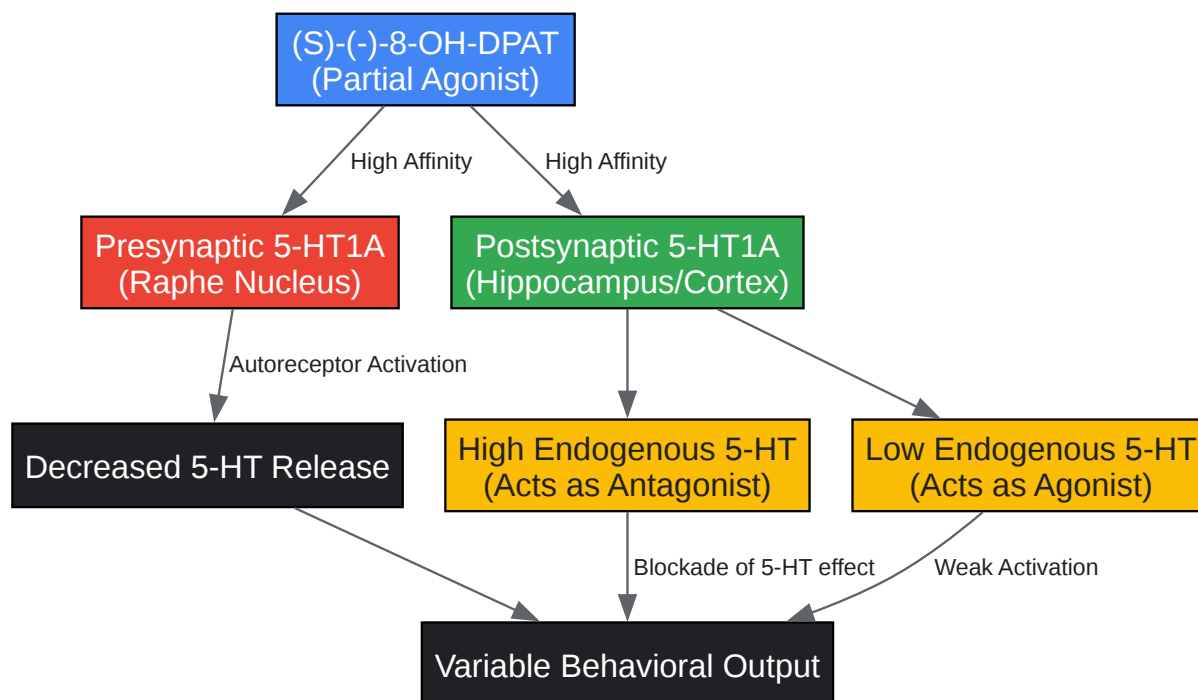 (S)-(-)-8-OH-DPAT
(Partial Agonist)
High Affinity
High Affinity
Presynaptic 5-HT1A
(Raphe Nucleus)
Postsynaptic 5-HT1A
(Hippocampus/Cortex)
Autoreceptor Activation
Decreased 5-HT Release
High Endogenous 5-HT
(Acts as Antagonist)
Low Endogenous 5-HT
(Acts as Agonist)
Blockade of 5-HT effect
Weak Activation
Variable Behavioral Output